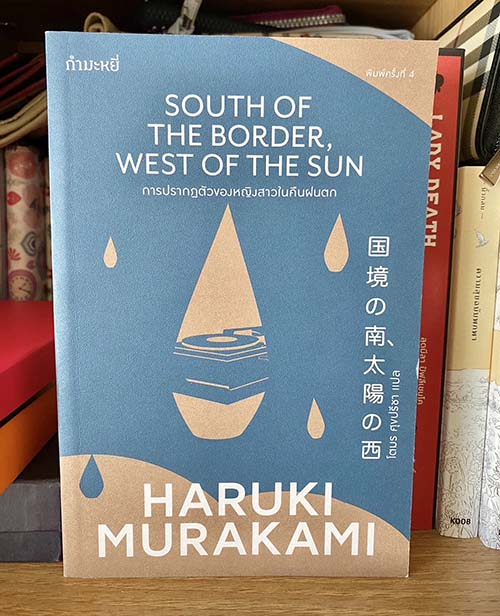 กำมะหยี่
พิมพ์ครั้งที่ 4
SOUTH OF
THE BORDER,
WEST OF THE SUN
การปรากฏตัวของหญิงสาวในคืนฝนตก
国境の南、太陽の西
โตมร ศุขปรีชา แปล
HARUKI
MURAKAMI
LADY DEATH
K008